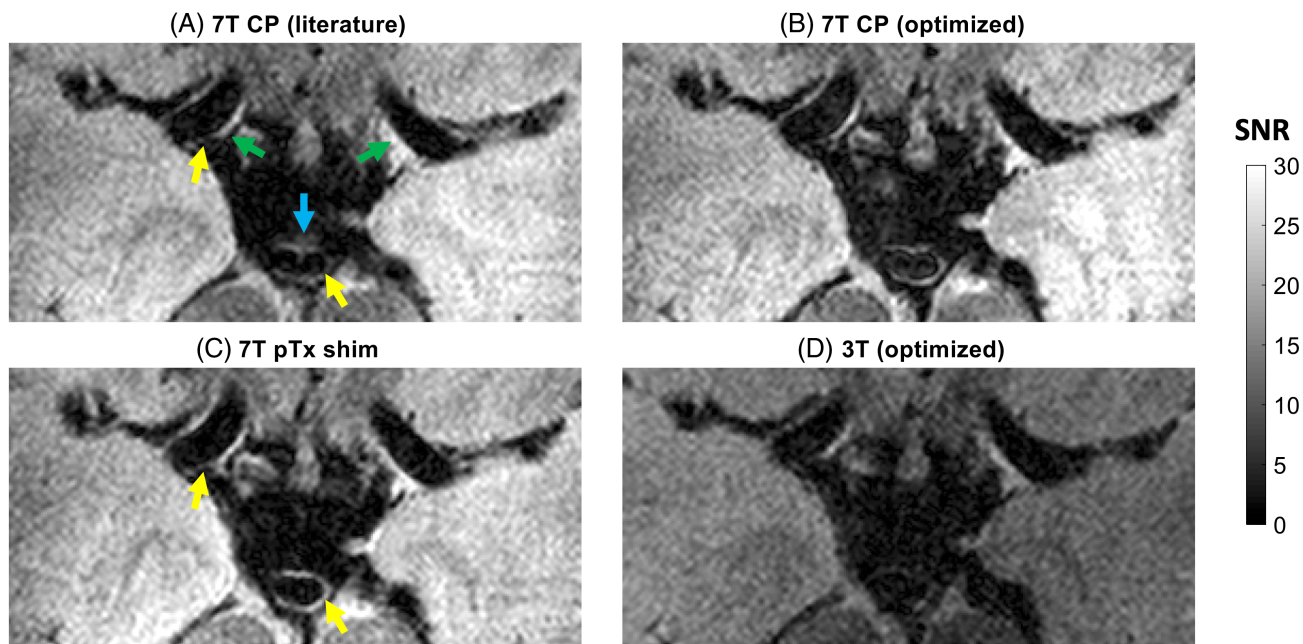 (A) 7T CP (literature)
(B) 7T CP (optimized)
SNR
30
25
20
15
10
5
0
(C) 7T pTx shim
(D) 3T (optimized)